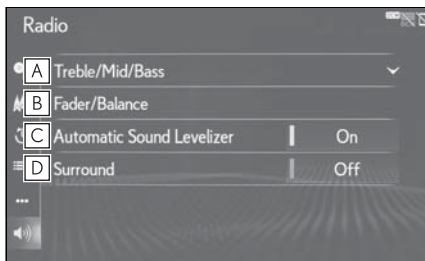 Radio
A Treble/Mid/Bass
B Fader/Balance
C Automatic Sound Levelizer On
D Surround Off